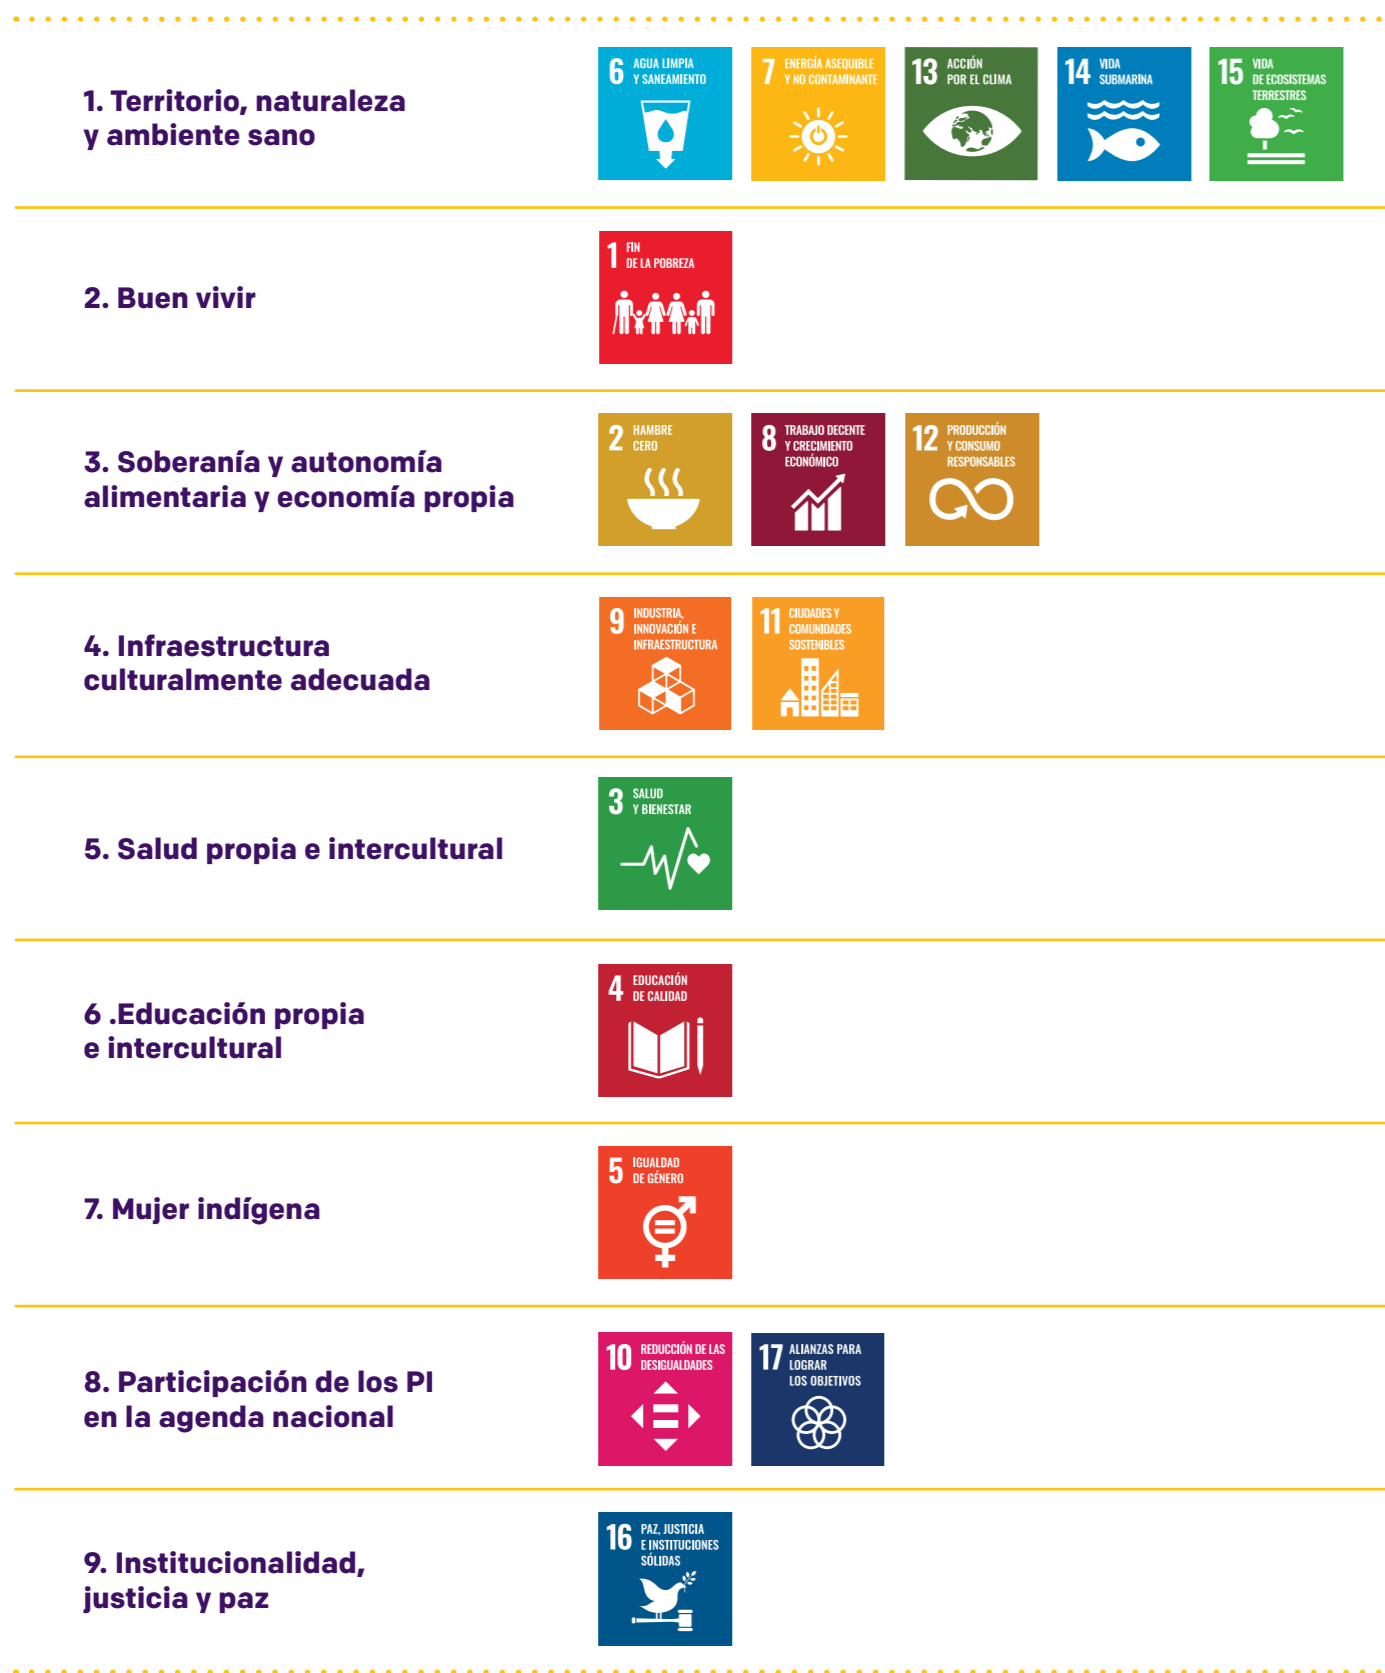 1. Territorio, naturaleza
y ambiente sano
6 AGUA LIMPIA
Y SANEAMIENTO
7 ENERGÍA ASEQUIBLE
Y NO CONTAMINANTE
13 ACCIÓN
POR EL CLIMA
14 VIDA
SUBMARINA
15 VIDA
DE ECOSISTEMAS
TERRESTRES
2. Buen vivir
1 FIN
DE LA POBREZA
3. Soberanía y autonomía
alimentaria y economía propia
2 HAMBRE
CERO
8 TRABAJO DECENTE
Y CRECIMIENTO
ECONÓMICO
12 PRODUCCIÓN
Y CONSUMO
RESPONSABLES
4. Infraestructura
culturalmente adecuada
9 INDUSTRIA,
INNOVACIÓN E
INFRAESTRUCTURA
11 CIUDADES Y
COMUNIDADES
SOSTENIBLES
5. Salud propia e intercultural
3 SALUD
Y BIENESTAR
6 .Educación propia
e intercultural
4 EDUCACIÓN
DE CALIDAD
7. Mujer indígena
5 IGUALDAD
DE GÉNERO
8. Participación de los PI
en la agenda nacional
10 REDUCCIÓN DE LAS
DESIGUALDADES
17 ALIANZAS PARA
LOGRAR
LOS OBJETIVOS
9. Institucionalidad,
justicia y paz
16 PAZ, JUSTICIA
E INSTITUCIONES
SÓLIDAS